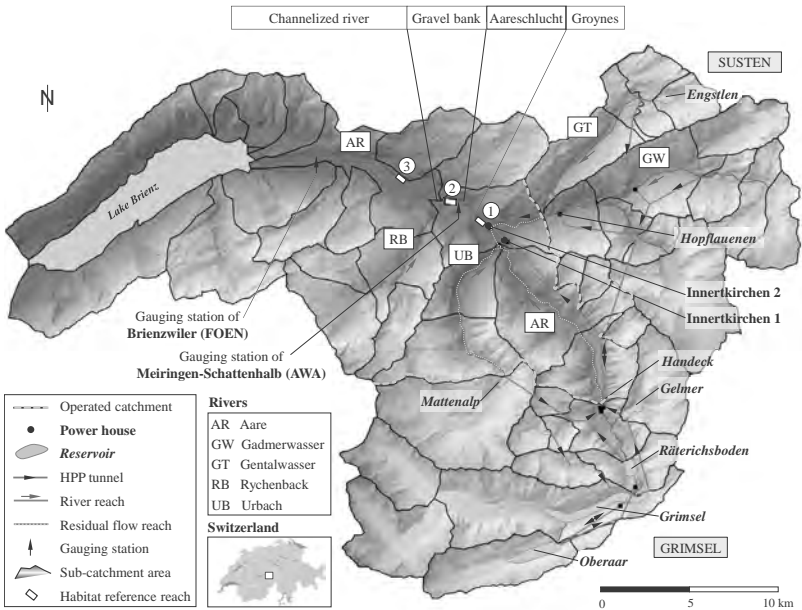 Channelized river
Gravel bank
Aareschlucht
Groynes
SUSTEN
N
Engstlen
GT
AR
GW
3
2
1
Lake Brienz
RB
UB
Hopflauenen
Gauging station of
Brienzwiler (FOEN)
Innertkirchen 2
Innertkirchen 1
AR
Gauging station of
Meiringen-Schattenhalb (AWA)
Handeck
Mattenalp
Gelmer
Operated catchment
Power house
Reservoir
HPP tunnel
River reach
Residual flow reach
Gauging station
Sub-catchment area
Habitat reference reach
Rivers
AR Aare
GW Gadmerwasser
GT Gentalwasser
RB Rychenback
UB Urbach
Switzerland
Räterichsboden
Grimsel
GRIMSEL
Oberaar
0 5 10 km